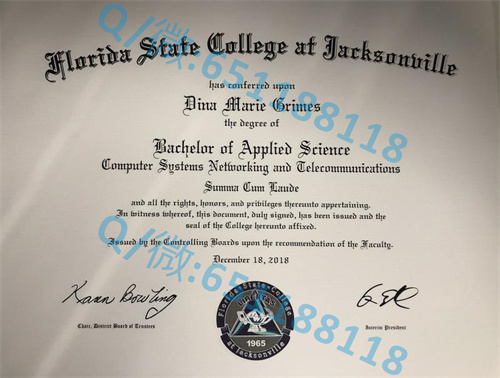 Florida State College at Jacksonville
has conferred upon
Dina Marie Grimes
the degree of
Bachelor of Applied Science
Computer Systems Networking and Telecommunications
Summa Cum Laude
and all the rights, honors, and privileges thereunto appertaining.
In witness whereof, this document, duly signed, has been issued and the
seal of the College hereunto affixed.
Issued by the Controlling Boards upon the recommendation of the Faculty.
December 18, 2018
Karen Bowling
Chair, District Board of Trustees
Interim President
Florida State College
1965
at Jacksonville
Q/微:651188118
Q/微:651188118